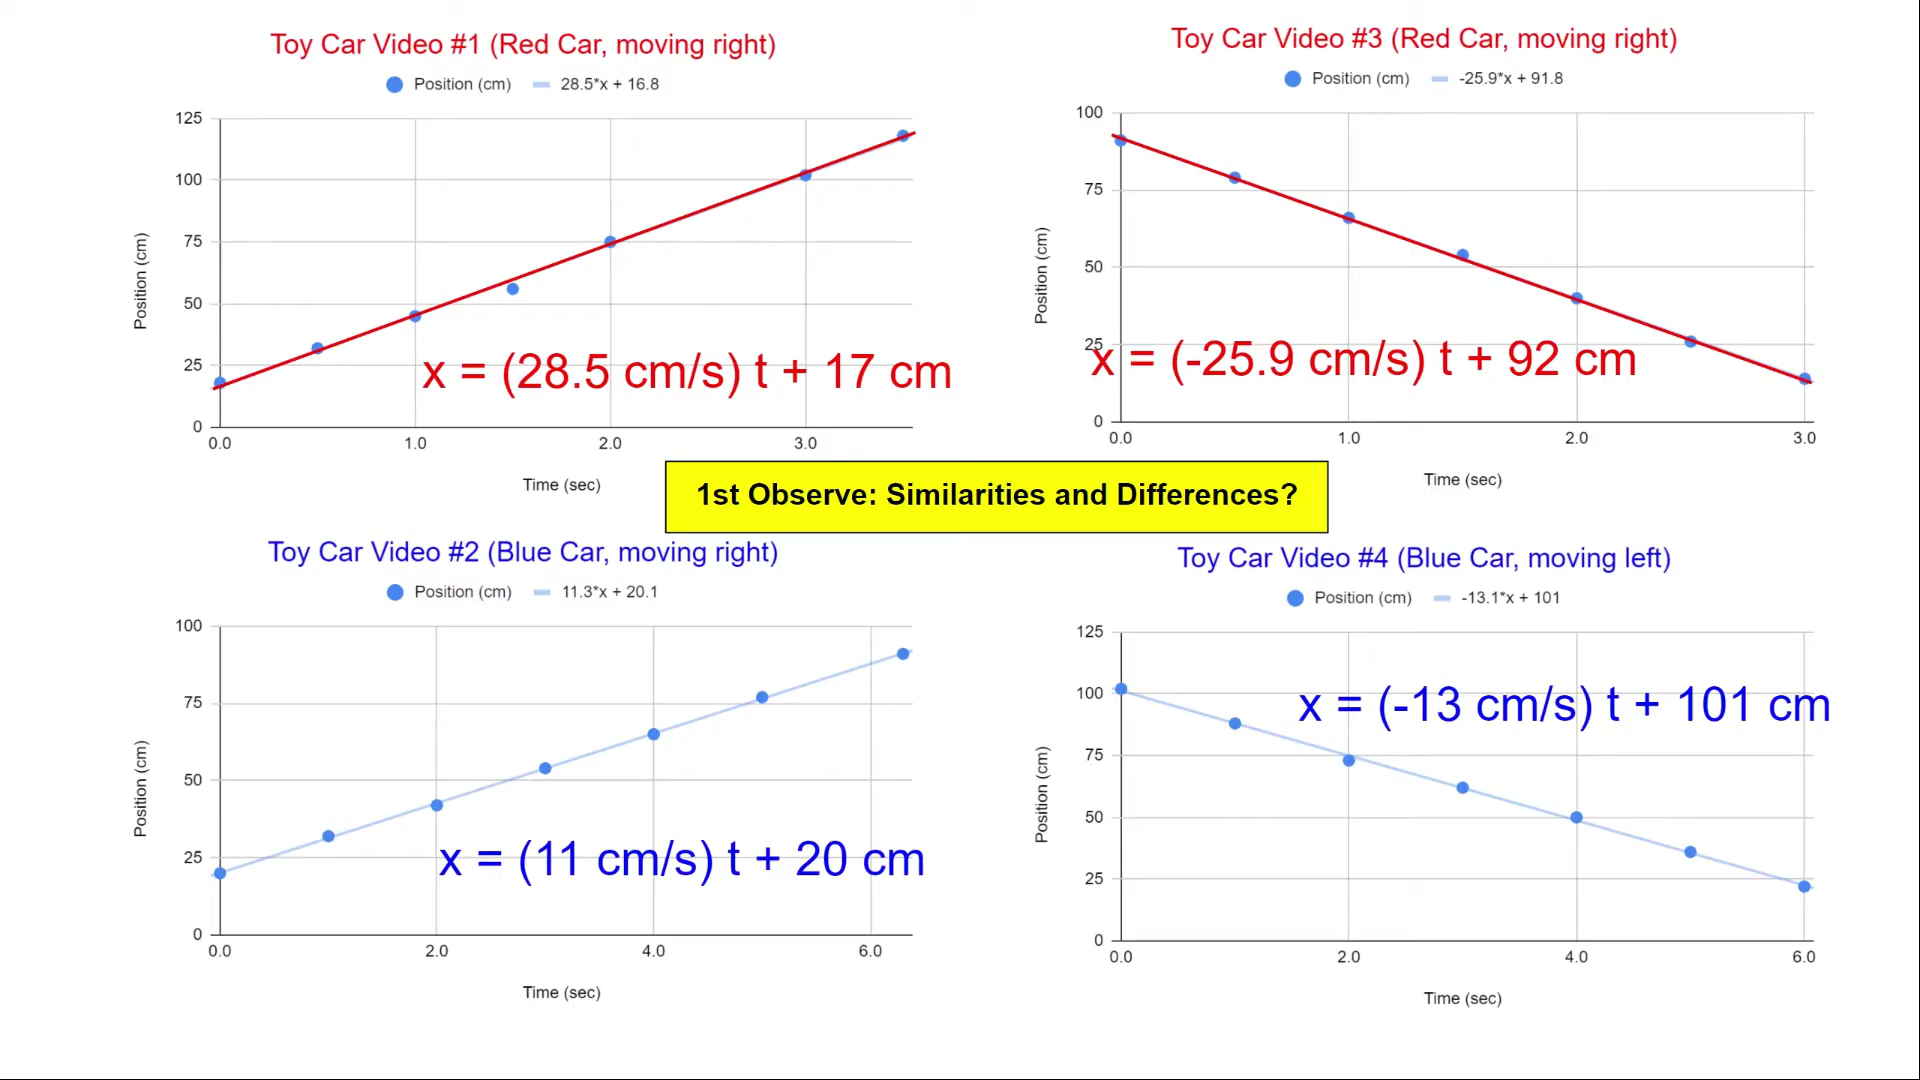 Toy Car Video #1 (Red Car, moving right)
Position (cm) 28.5*x + 16.8
125
100
75
50
25
0
Position (cm)
x = (28.5 cm/s) t + 17 cm
0.0 1.0 2.0 3.0
Time (sec)
Toy Car Video #3 (Red Car, moving right)
Position (cm) -25.9*x + 91.8
100
75
50
25
0
Position (cm)
x = (-25.9 cm/s) t + 92 cm
0.0 1.0 2.0 3.0
Time (sec)
1st Observe: Similarities and Differences?
Toy Car Video #2 (Blue Car, moving right)
Position (cm) 11.3*x + 20.1
100
75
50
25
0
Position (cm)
x = (11 cm/s) t + 20 cm
0.0 2.0 4.0 6.0
Time (sec)
Toy Car Video #4 (Blue Car, moving left)
Position (cm) -13.1*x + 101
125
100
75
50
25
0
Position (cm)
x = (-13 cm/s) t + 101 cm
0.0 2.0 4.0 6.0
Time (sec)